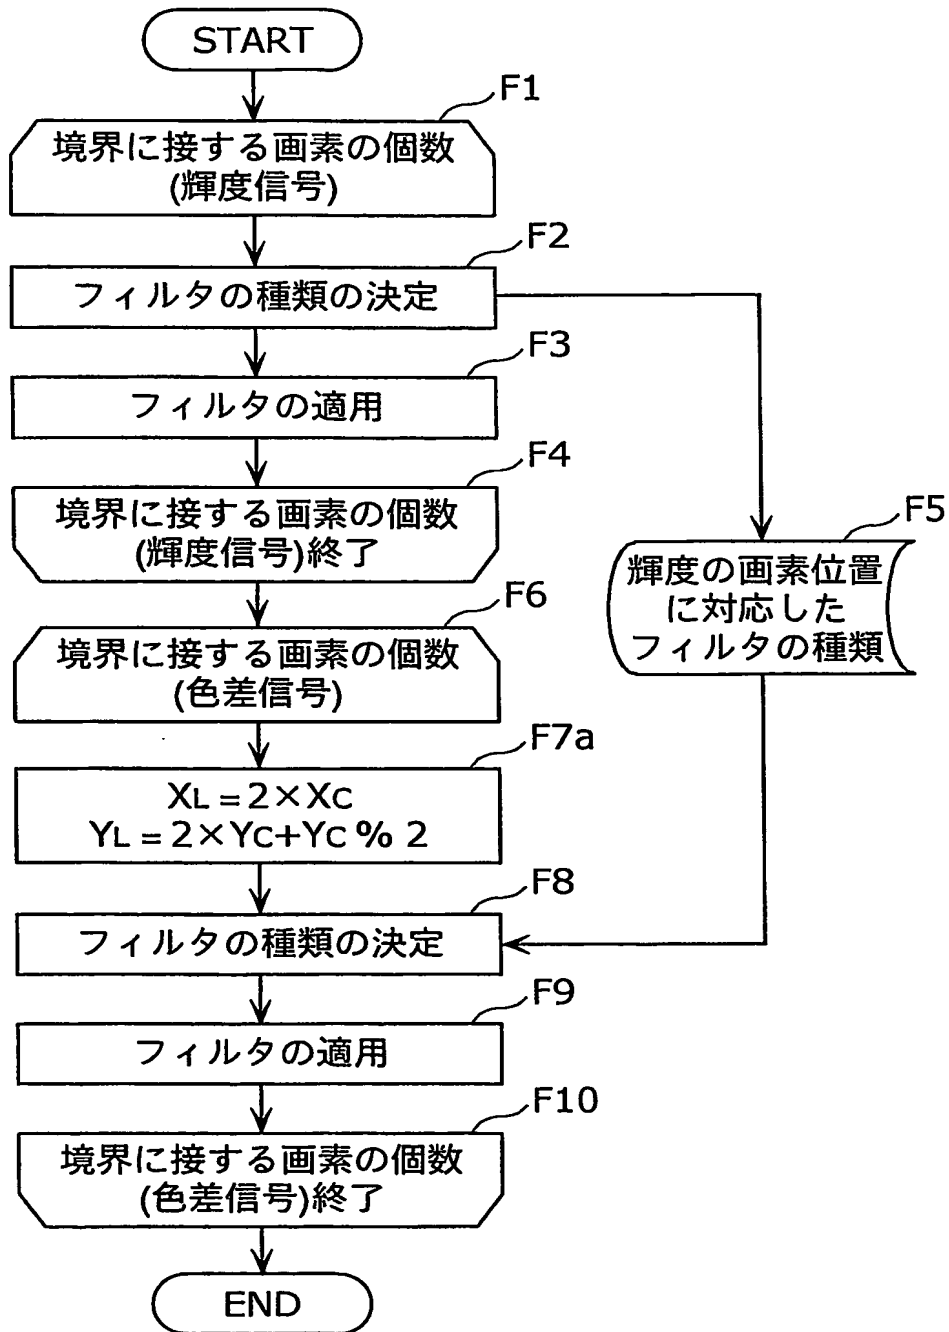 START
F1
境界に接する画素の個数
(輝度信号)
F2
フィルタの種類の決定
F3
フィルタの適用
F4
境界に接する画素の個数
(輝度信号)終了
F5
輝度の画素位置
に対応した
フィルタの種類
F6
境界に接する画素の個数
(色差信号)
F7a
XL=2×XC
YL=2×YC+YC % 2
F8
フィルタの種類の決定
F9
フィルタの適用
F10
境界に接する画素の個数
(色差信号)終了
END